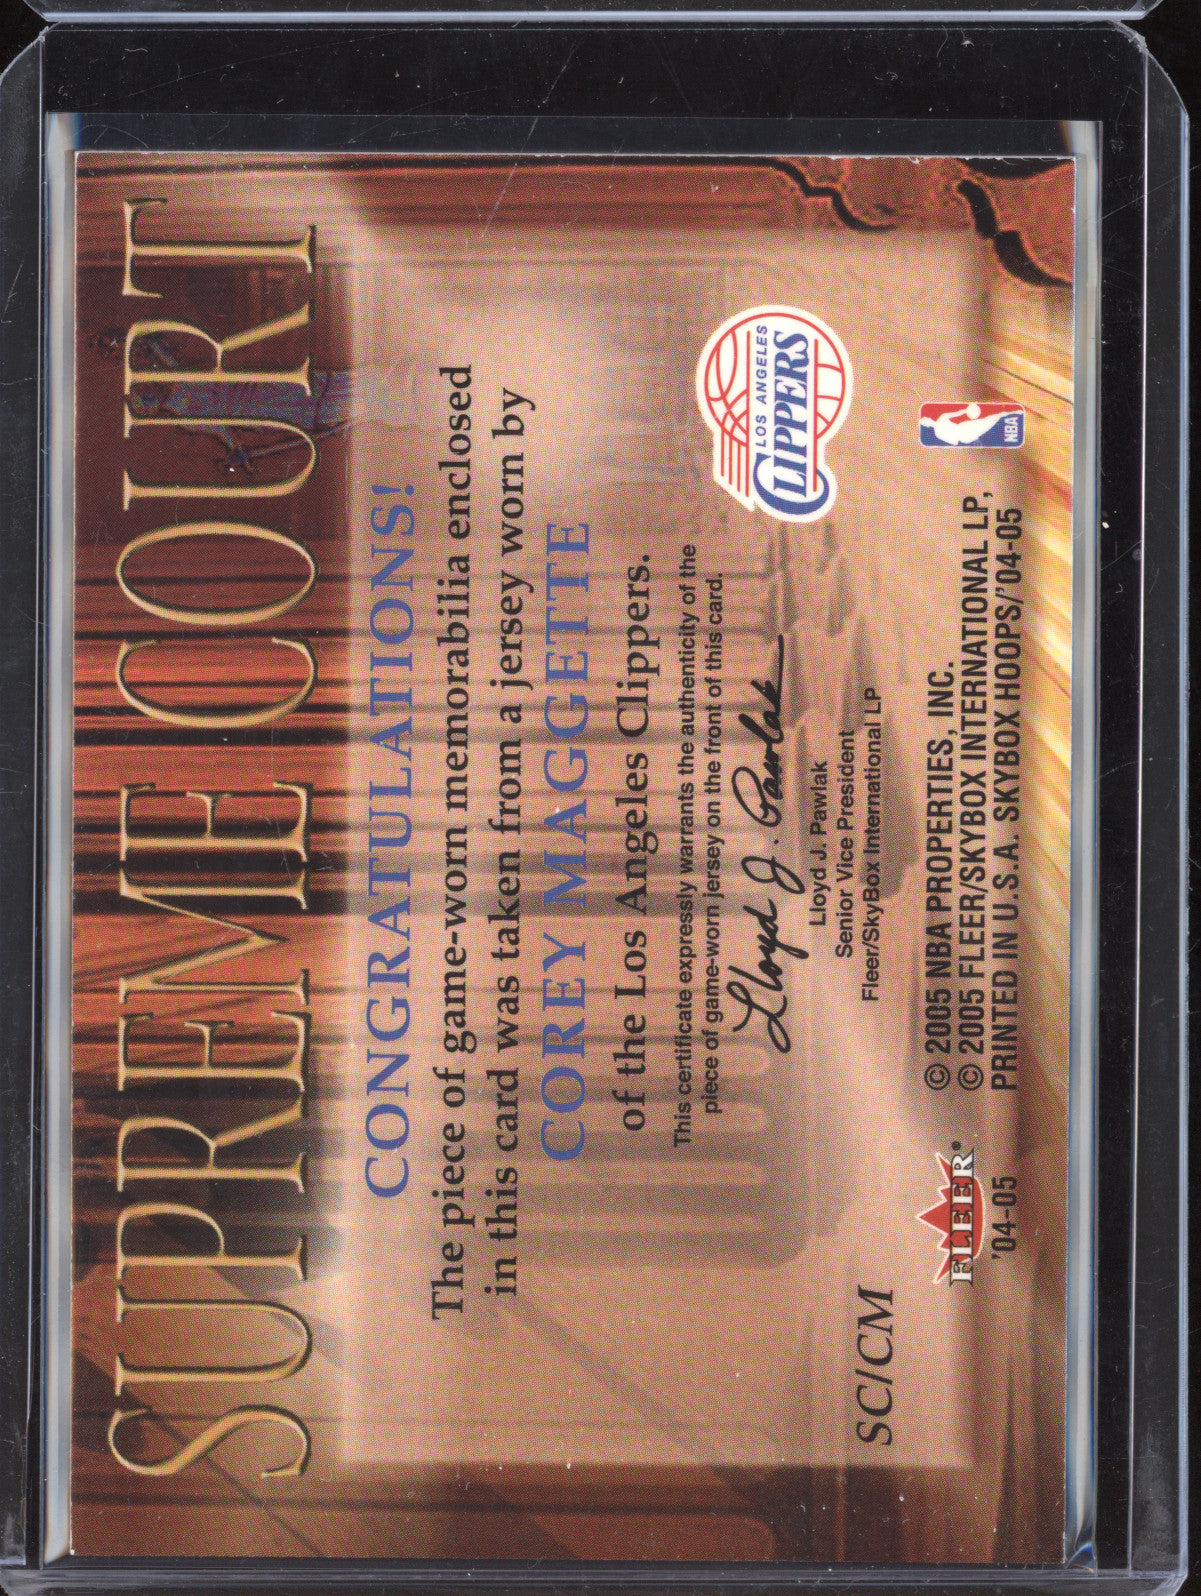 SUPREME COURT
CONGRATULATIONS!
The piece of game-worn memorabilia enclosed
in this card was taken from a jersey worn by
COREY MAGGETTE
of the Los Angeles Clippers.
This certificate expressly warrants the authenticity of the
piece of game-worn jersey on the front of this card.
LOS ANGELES
CLIPPERS
Lloyd J. Pawlak
Lloyd J. Pawlak
Senior Vice President
Fleer/SkyBox International LP
SC/CM
FLEER®
'04-05
© 2005 NBA PROPERTIES, INC.
© 2005 FLEER/SKYBOX INTERNATIONAL LP,
PRINTED IN U.S.A. SKYBOX HOOPS/'04-05
NBA